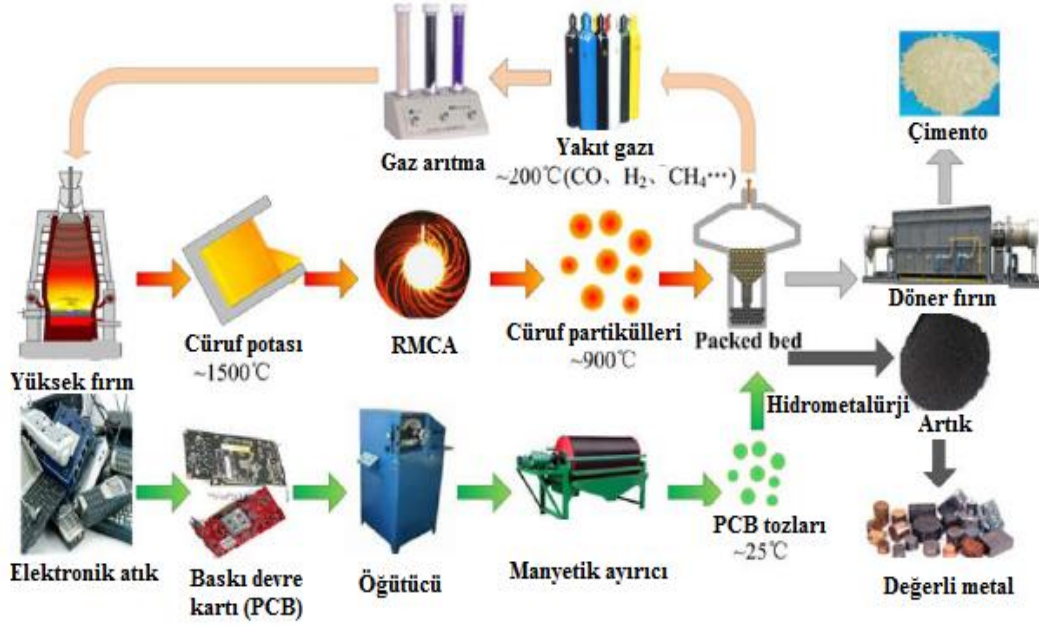 Gaz arıtma
Yakıt gazı
~200℃(CO、H₂、CH₄···)
Çimento
Yüksek fırın
Cüruf potası
~1500℃
RMCA
Cüruf partikülleri
~900℃
Packed bed
Döner fırın
Hidrometalürji
Artık
Elektronik atık
Baskı devre
kartı (PCB)
Öğütücü
Manyetik ayırıcı
PCB tozları
~25℃
Değerli metal